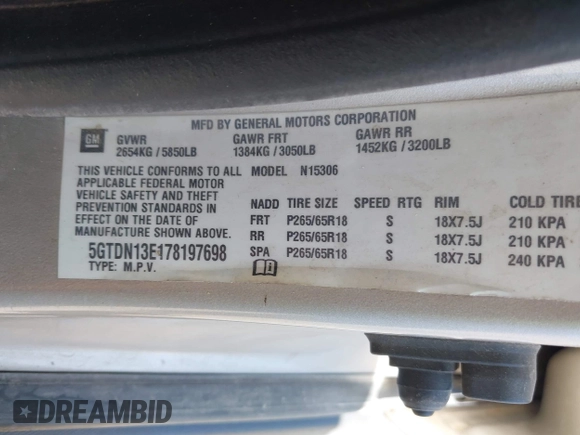 MFD BY GENERAL MOTORS CORPORATION
GM
GVWR GAWR FRT GAWR RR
2654KG / 5850LB 1384KG / 3050LB 1452KG / 3200LB
THIS VEHICLE CONFORMS TO ALL MODEL N15306
APPLICABLE FEDERAL MOTOR
VEHICLE SAFETY AND THEFT
PREVENTION STANDARDS IN
EFFECT ON THE DATE OF
MANUFACTURE SHOWN ABOVE.
5GTDN13E178197698
TYPE: M.P.V.
NADD TIRE SIZE SPEED RTG RIM COLD TIRE
FRT P265/65R18 S 18X7.5J 210 KPA
RR P265/65R18 S 18X7.5J 210 KPA
SPA P265/65R18 S 18X7.5J 240 KPA
DREAMBID